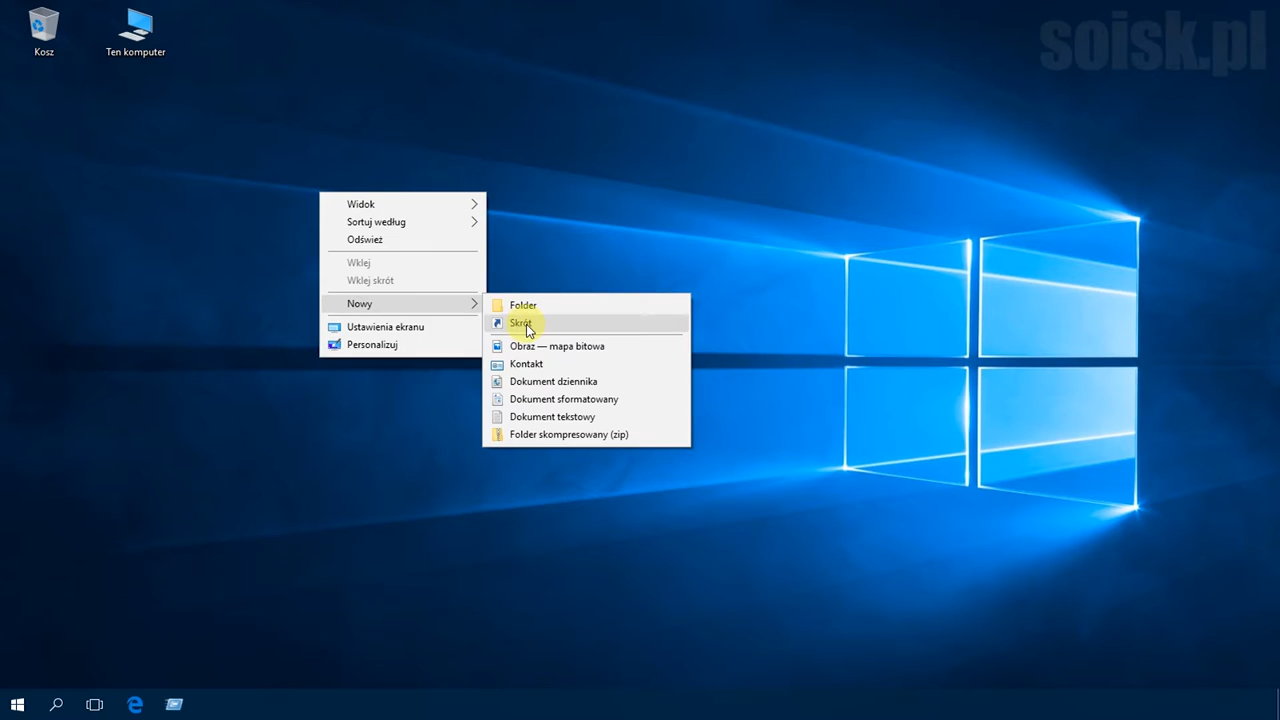 soisk.pl
Kosz
Ten komputer
Widok
Sortuj według
Odśwież
Wklej
Wklej skrót
Nowy
Ustawienia ekranu
Personalizuj
Folder
Skrót
Obraz — mapa bitowa
Kontakt
Dokument dziennika
Dokument sformatowany
Dokument tekstowy
Folder skompresowany (zip)